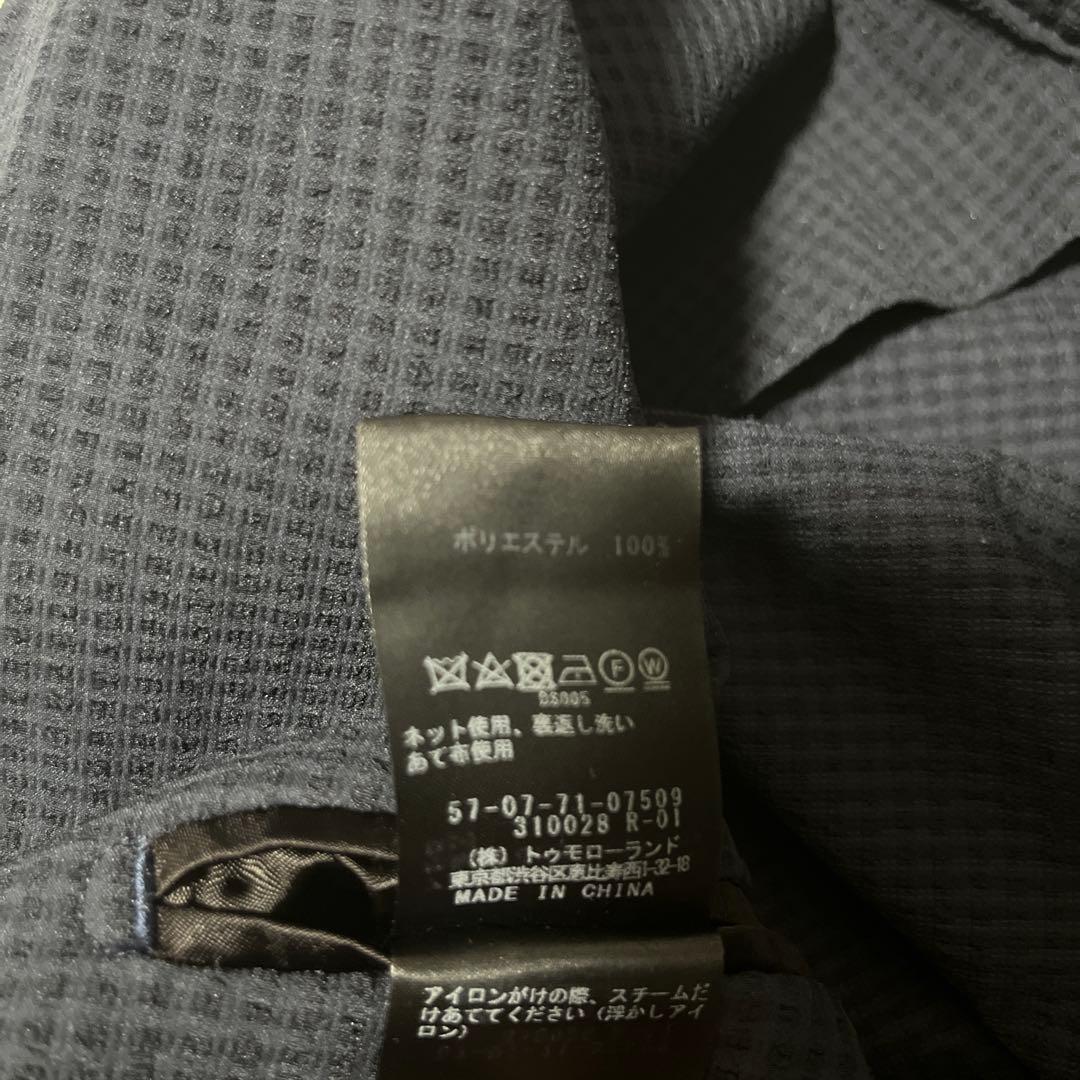 ポリエステル 100%
F W
BS005
ネット使用、裏返し洗い
あて布使用
57-07-71-07509
310028 R-01
(株) トゥモローランド
東京都渋谷区恵比寿西1-32-18
MADE IN CHINA
アイロンがけの際、スチームだ
けあててください(浮かしアイ
ロン)